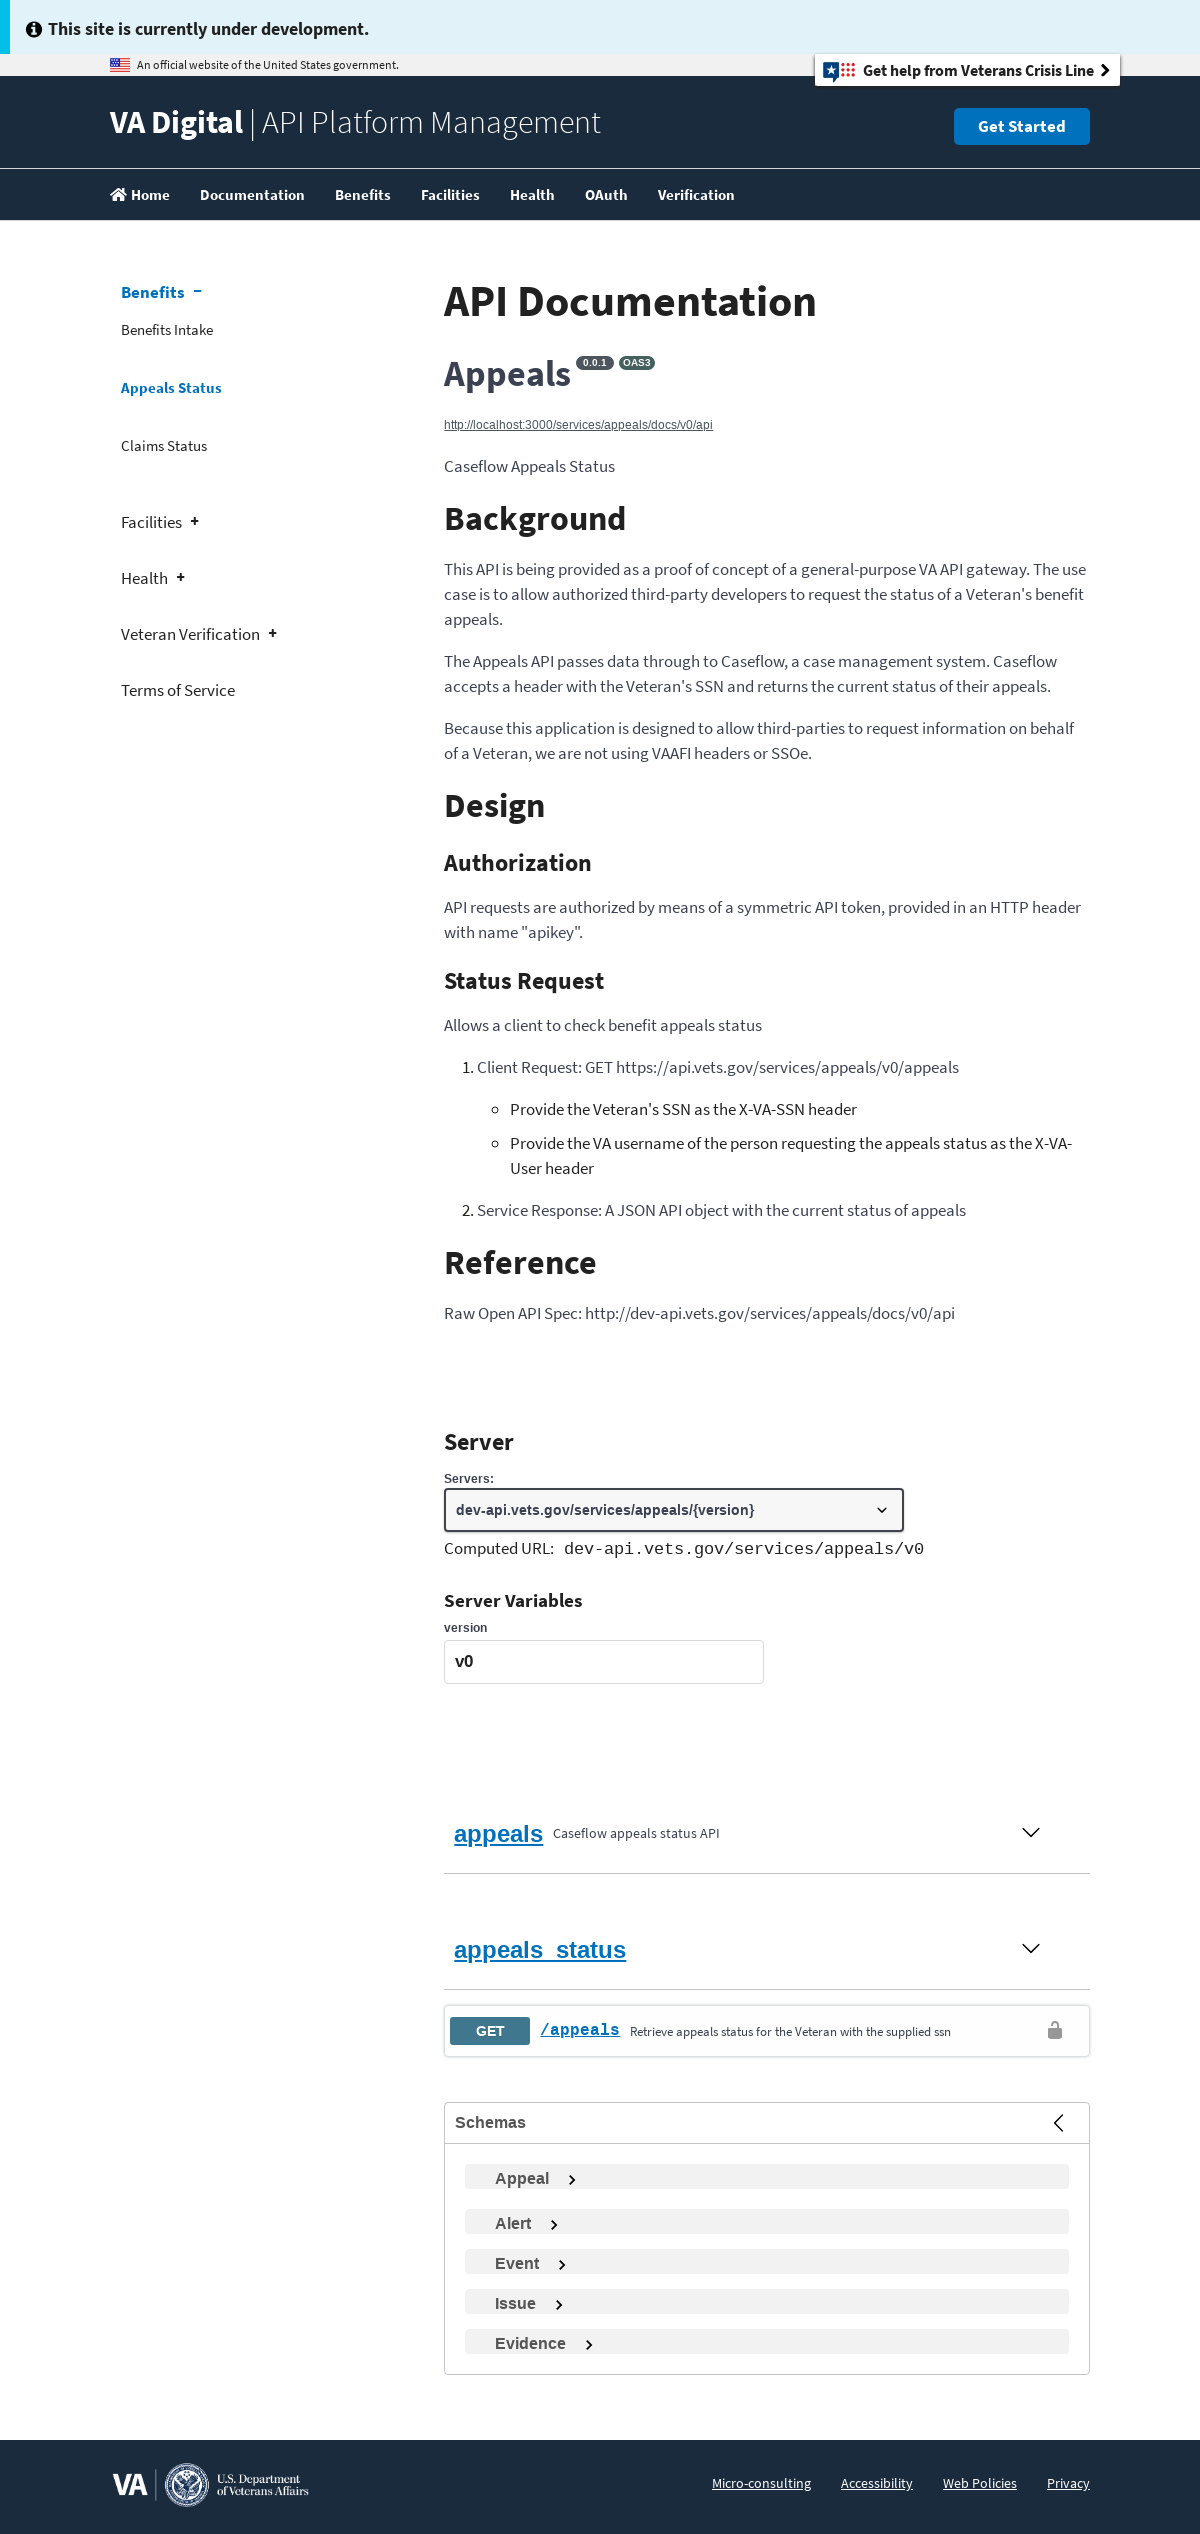 This site is currently under development.
An official website of the United States government.
Get help from Veterans Crisis Line
VA Digital | API Platform Management
Get Started
Home
Documentation
Benefits
Facilities
Health
OAuth
Verification
Benefits −
Benefits Intake
Appeals Status
Claims Status
Facilities +
Health +
Veteran Verification +
Terms of Service
API Documentation
Appeals 0.0.1 OAS3
http://localhost:3000/services/appeals/docs/v0/api
Caseflow Appeals Status
Background
This API is being provided as a proof of concept of a general-purpose VA API gateway. The use
case is to allow authorized third-party developers to request the status of a Veteran's benefit
appeals.
The Appeals API passes data through to Caseflow, a case management system. Caseflow
accepts a header with the Veteran's SSN and returns the current status of their appeals.
Because this application is designed to allow third-parties to request information on behalf
of a Veteran, we are not using VAAFI headers or SSOe.
Design
Authorization
API requests are authorized by means of a symmetric API token, provided in an HTTP header
with name "apikey".
Status Request
Allows a client to check benefit appeals status
1. Client Request: GET https://api.vets.gov/services/appeals/v0/appeals
◦ Provide the Veteran's SSN as the X-VA-SSN header
◦ Provide the VA username of the person requesting the appeals status as the X-VA-
User header
2. Service Response: A JSON API object with the current status of appeals
Reference
Raw Open API Spec: http://dev-api.vets.gov/services/appeals/docs/v0/api
Server
Servers:
dev-api.vets.gov/services/appeals/{version}
Computed URL: dev-api.vets.gov/services/appeals/v0
Server Variables
version
v0
appeals Caseflow appeals status API
appeals_status
GET /appeals Retrieve appeals status for the Veteran with the supplied ssn
Schemas
Appeal
Alert
Event
Issue
Evidence
VA
U.S. Department
of Veterans Affairs
Micro-consulting
Accessibility
Web Policies
Privacy